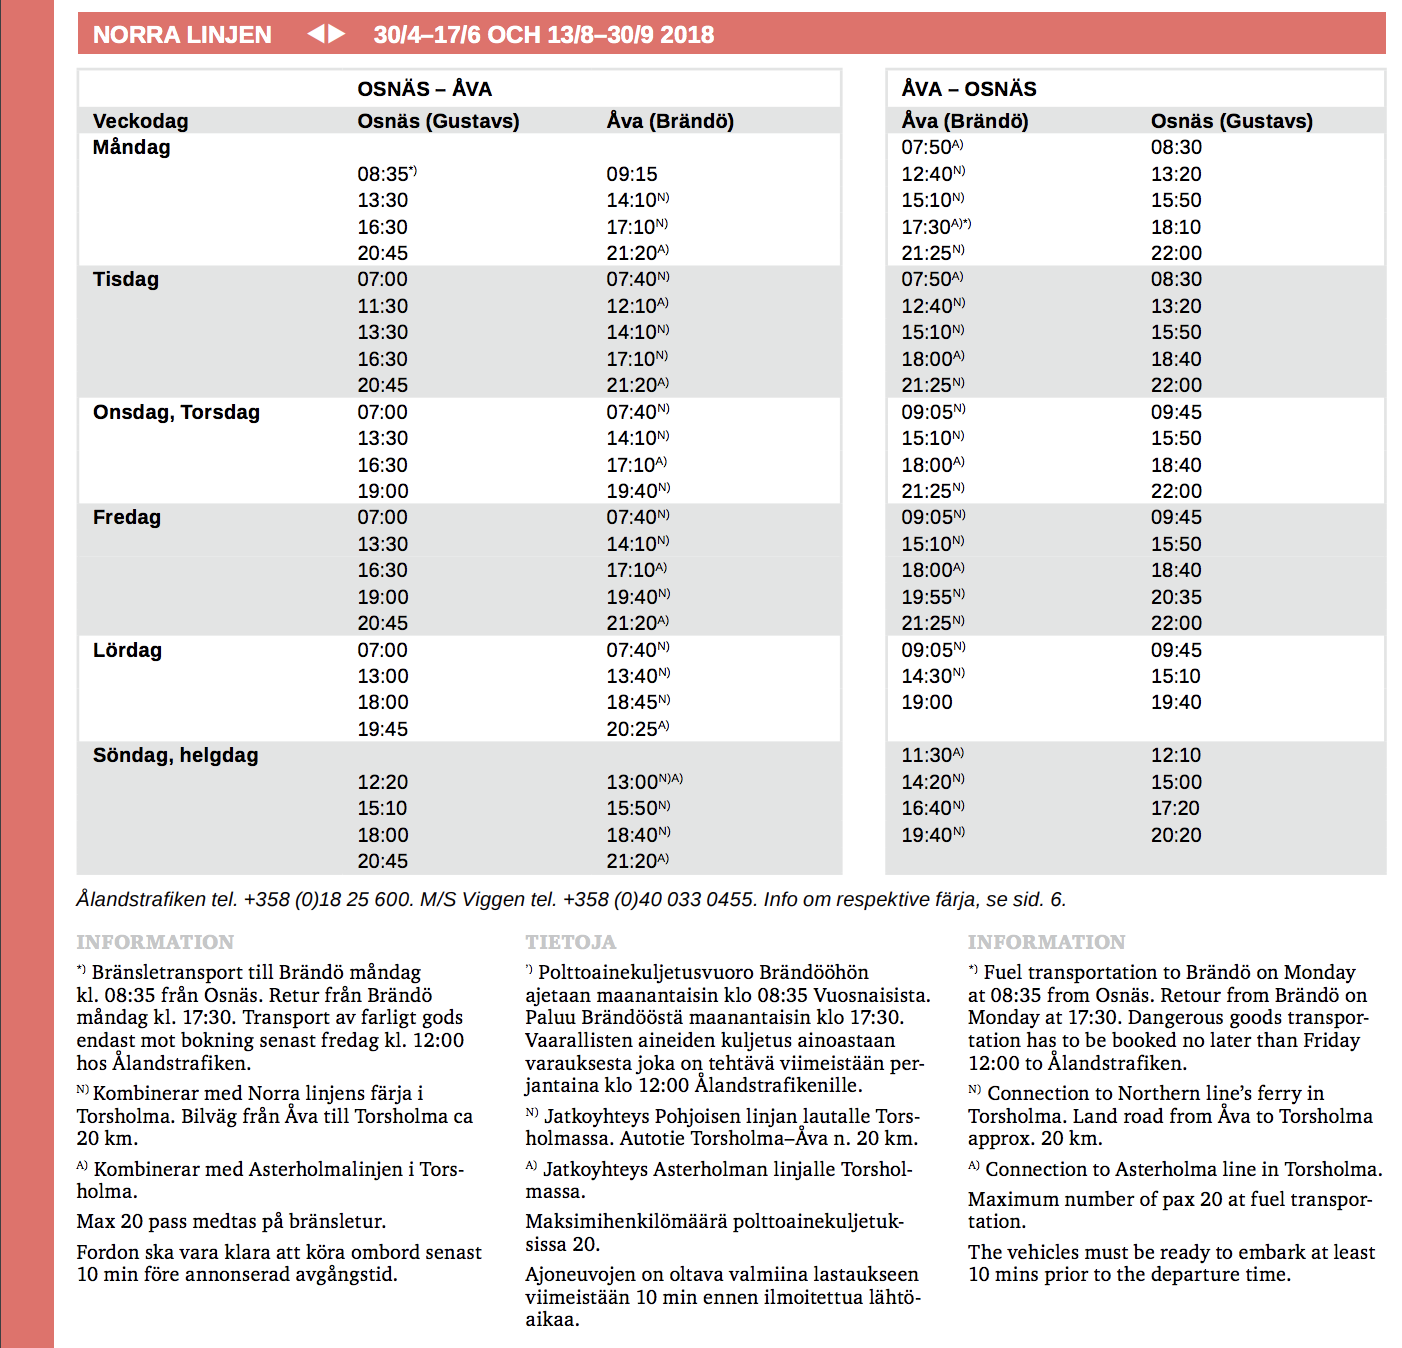 NORRA LINJEN ◀▶ 30/4–17/6 OCH 13/8–30/9 2018
OSNÄS – ÅVA ÅVA – OSNÄS
Veckodag Osnäs (Gustavs) Åva (Brändö) Åva (Brändö) Osnäs (Gustavs)
Måndag 07:50A) 08:30
08:35*) 09:15 12:40N) 13:20
13:30 14:10N) 15:10N) 15:50
16:30 17:10N) 17:30A)*) 18:10
20:45 21:20A) 21:25N) 22:00
Tisdag 07:00 07:40N) 07:50A) 08:30
11:30 12:10A) 12:40N) 13:20
13:30 14:10N) 15:10N) 15:50
16:30 17:10N) 18:00A) 18:40
20:45 21:20A) 21:25N) 22:00
Onsdag, Torsdag 07:00 07:40N) 09:05N) 09:45
13:30 14:10N) 15:10N) 15:50
16:30 17:10A) 18:00A) 18:40
19:00 19:40N) 21:25N) 22:00
Fredag 07:00 07:40N) 09:05N) 09:45
13:30 14:10N) 15:10N) 15:50
16:30 17:10A) 18:00A) 18:40
19:00 19:40N) 19:55N) 20:35
20:45 21:20A) 21:25N) 22:00
Lördag 07:00 07:40N) 09:05N) 09:45
13:00 13:40N) 14:30N) 15:10
18:00 18:45N) 19:00 19:40
19:45 20:25A)
Söndag, helgdag 11:30A) 12:10
12:20 13:00N)A) 14:20N) 15:00
15:10 15:50N) 16:40N) 17:20
18:00 18:40N) 19:40N) 20:20
20:45 21:20A)
Ålandstrafiken tel. +358 (0)18 25 600. M/S Viggen tel. +358 (0)40 033 0455. Info om respektive färja, se sid. 6.
INFORMATION
*) Bränsletransport till Brändö måndag
kl. 08:35 från Osnäs. Retur från Brändö
måndag kl. 17:30. Transport av farligt gods
endast mot bokning senast fredag kl. 12:00
hos Ålandstrafiken.
N) Kombinerar med Norra linjens färja i
Torsholma. Bilväg från Åva till Torsholma ca
20 km.
A) Kombinerar med Asterholmalinjen i Tors-
holma.
Max 20 pass medtas på bränsletur.
Fordon ska vara klara att köra ombord senast
10 min före annonserad avgångstid.
TIETOJA
*) Polttoainekuljetusvuoro Brändööhön
ajetaan maanantaisin klo 08:35 Vuosnaisista.
Paluu Brändööstä maanantaisin klo 17:30.
Vaarallisten aineiden kuljetus ainoastaan
varauksesta joka on tehtävä viimeistään per-
jantaina klo 12:00 Ålandstrafikenille.
N) Jatkoyhteys Pohjoisen linjan lautalle Tors-
holmassa. Autotie Torsholma–Åva n. 20 km.
A) Jatkoyhteys Asterholman linjalle Torshol-
massa.
Maksimihenkilömäärä polttoainekuljetuk-
sissa 20.
Ajoneuvojen on oltava valmiina lastaukseen
viimeistään 10 min ennen ilmoitettua lähtö-
aikaa.
INFORMATION
*) Fuel transportation to Brändö on Monday
at 08:35 from Osnäs. Retour from Brändö on
Monday at 17:30. Dangerous goods transpor-
tation has to be booked no later than Friday
12:00 to Ålandstrafiken.
N) Connection to Northern line's ferry in
Torsholma. Land road from Åva to Torsholma
approx. 20 km.
A) Connection to Asterholma line in Torsholma.
Maximum number of pax 20 at fuel transpor-
tation.
The vehicles must be ready to embark at least
10 mins prior to the departure time.